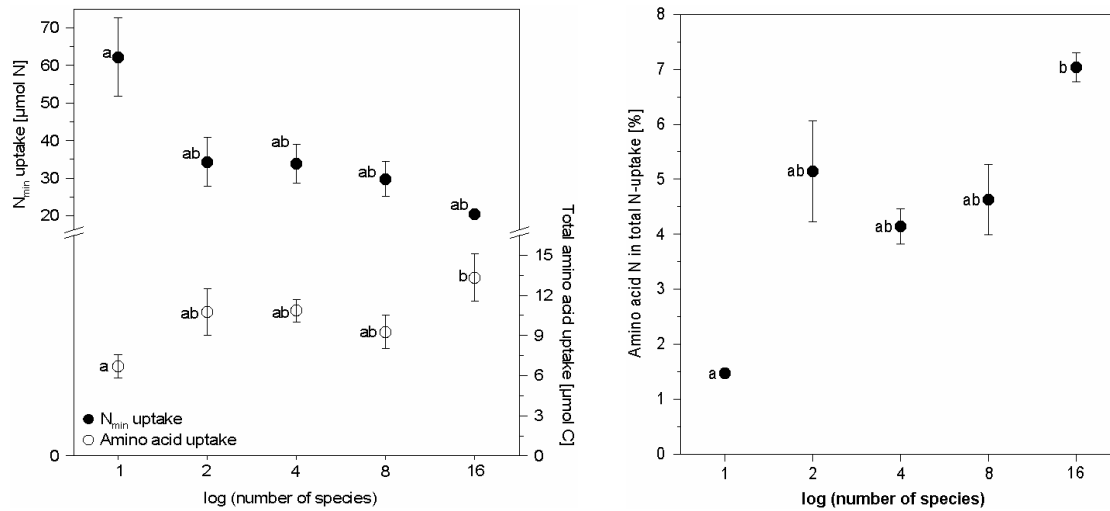 70
60
50
40
30
20
0
N_min uptake [µmol N]
a
ab
ab
ab
ab
a
ab
ab
ab
b
N_min uptake
Amino acid uptake
15
12
9
6
3
0
Total amino acid uptake [µmol C]
1 2 4 8 16
log (number of species)
8
7
6
5
4
3
2
1
0
Amino acid N in total N-uptake [%]
a
ab
ab
ab
b
1 2 4 8 16
log (number of species)